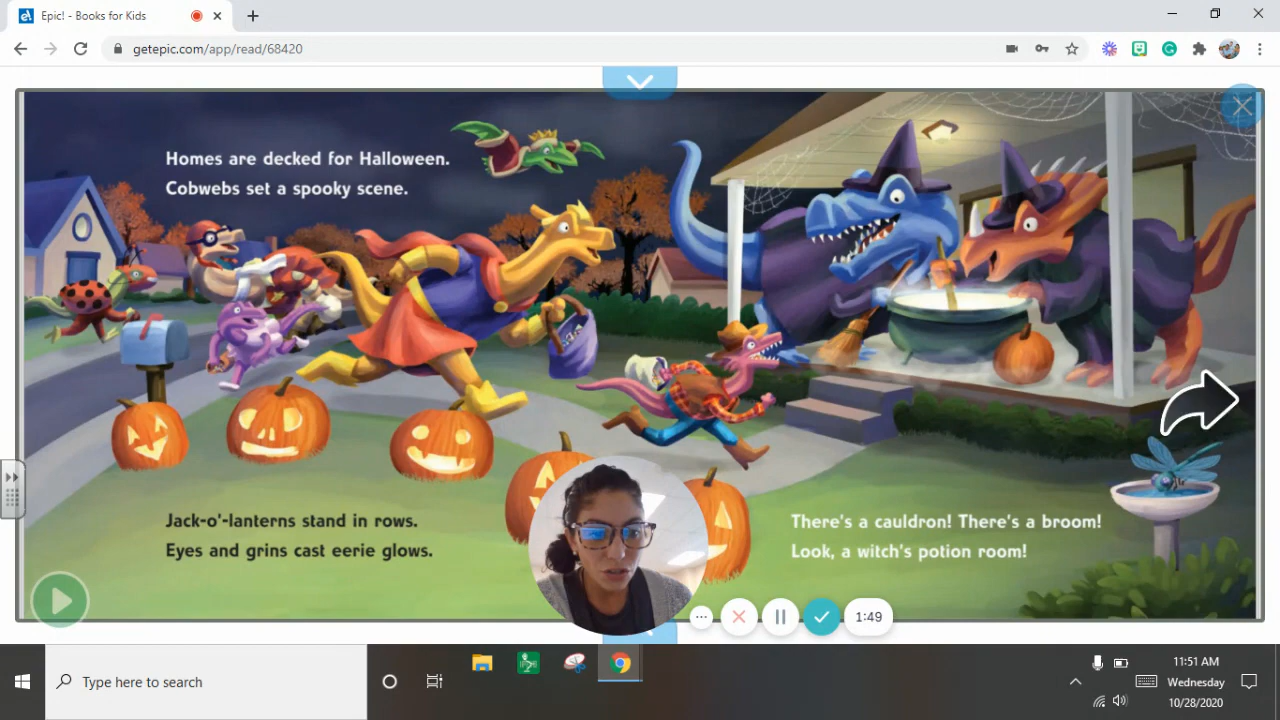 Epic! - Books for Kids
getepic.com/app/read/68420
Homes are decked for Halloween.
Cobwebs set a spooky scene.
Jack-o'-lanterns stand in rows.
Eyes and grins cast eerie glows.
There's a cauldron! There's a broom!
Look, a witch's potion room!
1:49
Type here to search
11:51 AM
Wednesday
10/28/2020